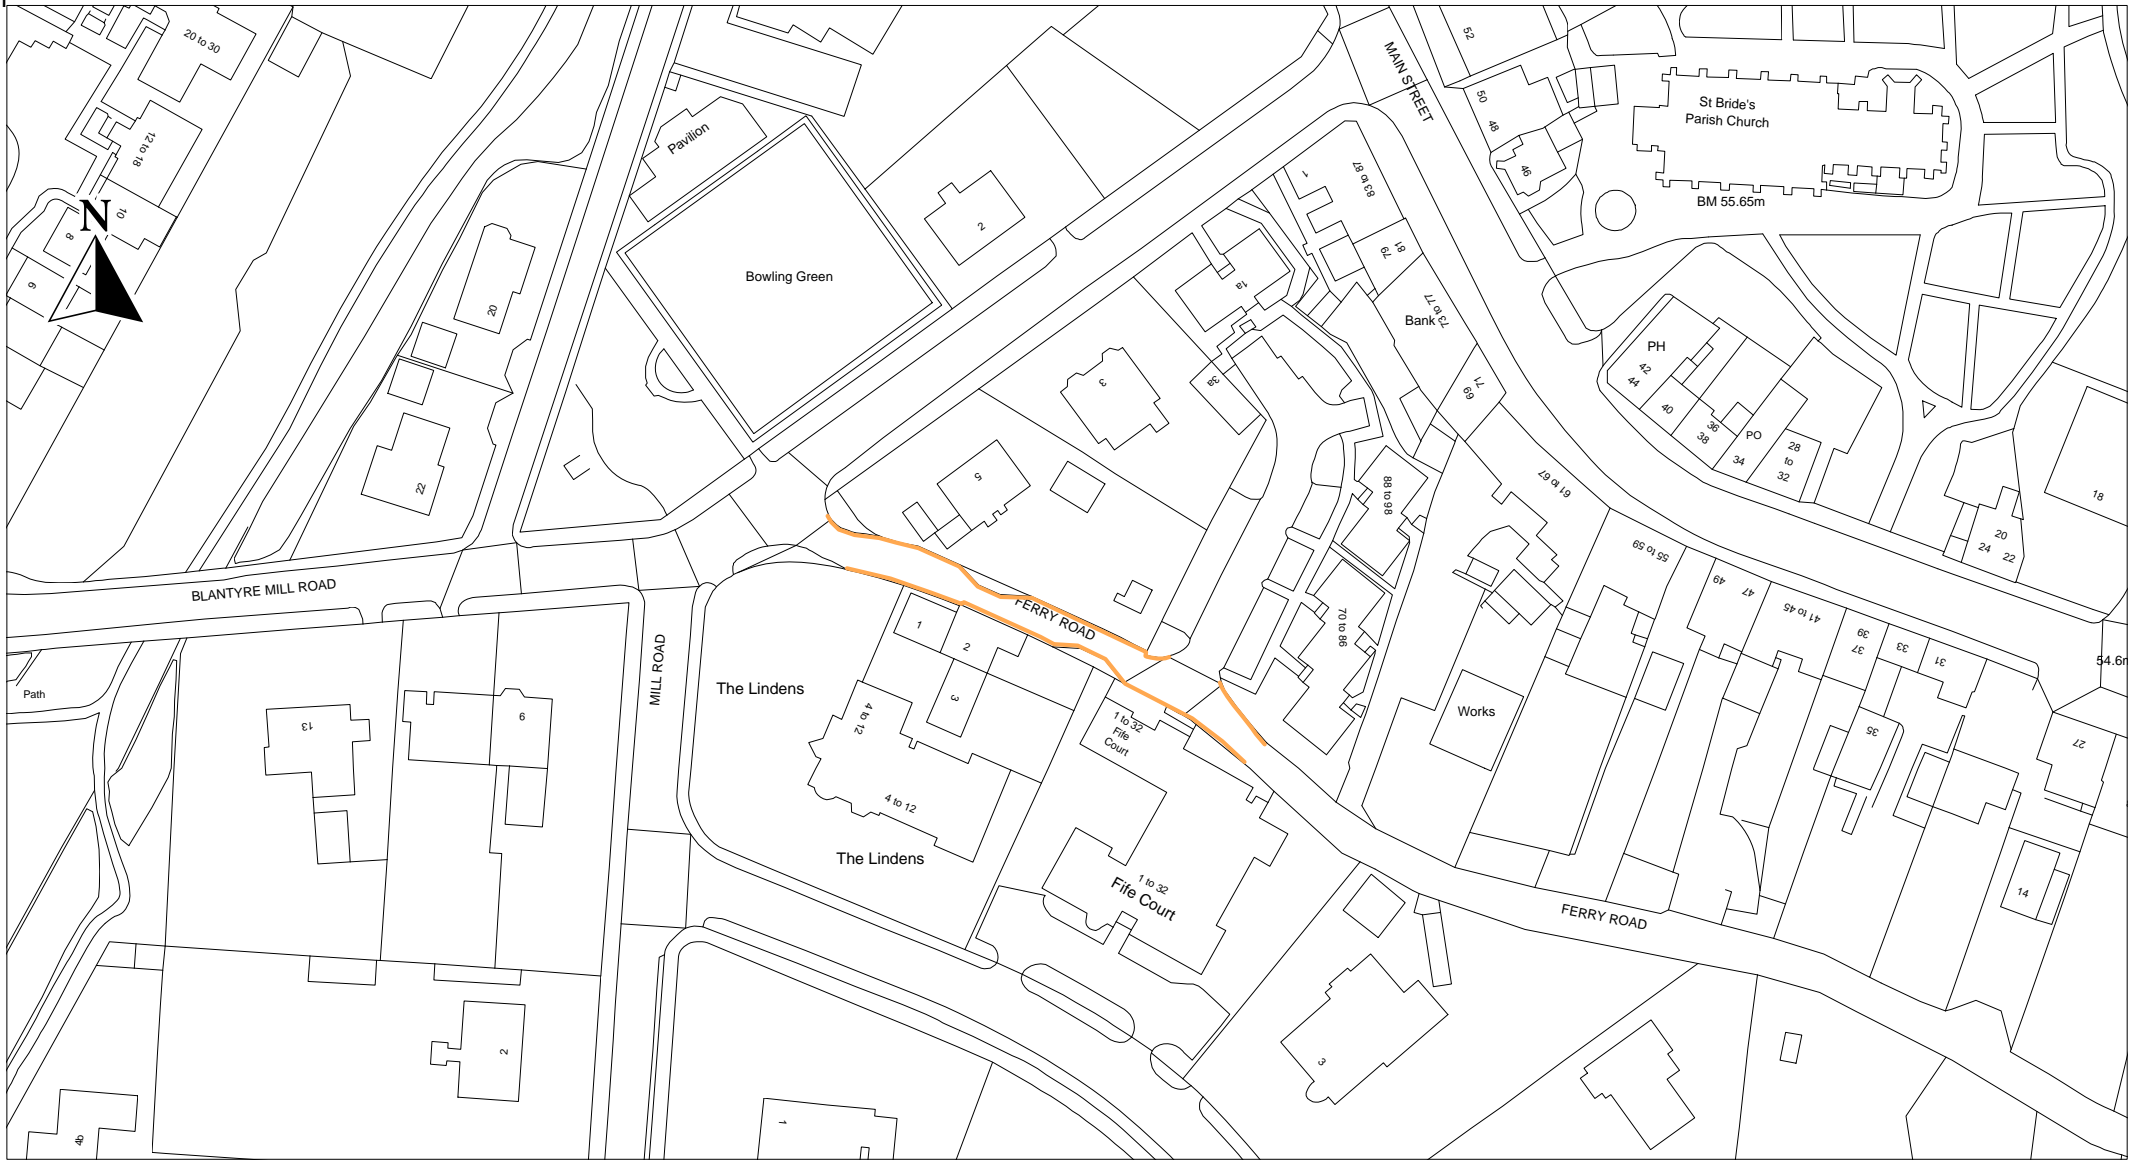 20 to 30
12 to 18
10
8
6
N
Pavilion
20
22
Bowling Green
2
52
MAIN STREET
50
48
46
St Bride's
Parish Church
BM 55.65m
1
83 to 87
81
79
1a
73 to 77
Bank
71
69
3
3a
5
PH
42
44
40
36
38
PO
34
28
to
32
18
20
24
22
88 to 98
61 to 67
55 to 59
49
47
41 to 45
39
37
33
31
54.6m
BLANTYRE MILL ROAD
MILL ROAD
FERRY ROAD
70 to 86
1
2
3
The Lindens
4 to 12
4 to 12
The Lindens
1 to 32
Fife
Court
Works
35
27
14
Path
13
9
1 to 32
Fife Court
FERRY ROAD
2
3
4b
1